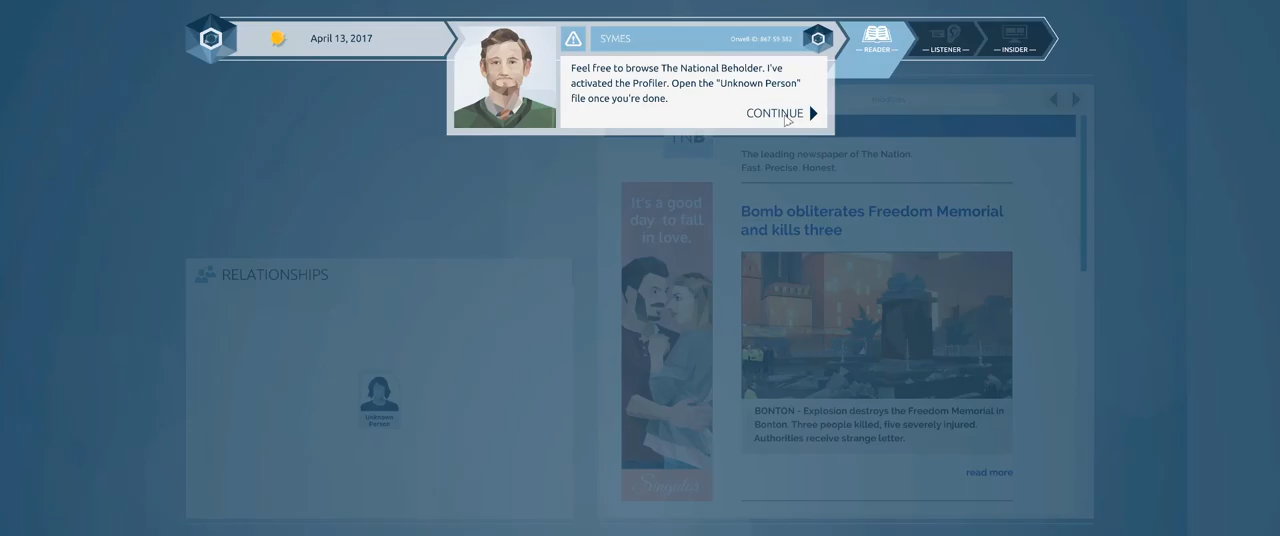 April 13, 2017
SYMES
Orwell ID: 867-59-382
READER
LISTENER
INSIDER
Feel free to browse The National Beholder. I've
activated the Profiler. Open the "Unknown Person"
file once you're done.
CONTINUE
TNB
The leading newspaper of The Nation.
Fast. Precise. Honest.
It's a good
day to fall
in love.
Singular
Bomb obliterates Freedom Memorial
and kills three
BONTON - Explosion destroys the Freedom Memorial in
Bonton. Three people killed, five severely injured.
Authorities receive strange letter.
read more
RELATIONSHIPS
Unknown
Person